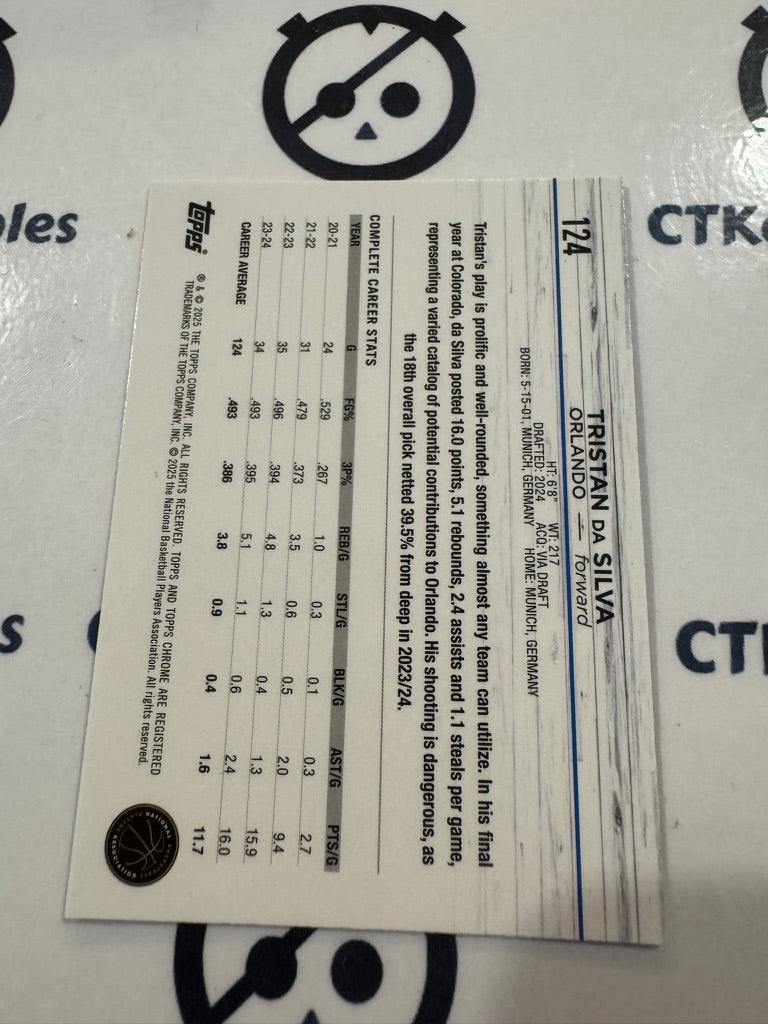 124
TRISTAN DA SILVA
ORLANDO — forward
HT: 6'8" WT: 217
DRAFTED: 2024 ACQ: VIA DRAFT
BORN: 5-15-01, MUNICH, GERMANY HOME: MUNICH, GERMANY
Tristan's play is prolific and well-rounded, something almost any team can utilize. In his final
year at Colorado, da Silva posted 16.0 points, 5.1 rebounds, 2.4 assists and 1.1 steals per game,
representing a varied catalog of potential contributions to Orlando. His shooting is dangerous, as
the 18th overall pick netted 39.5% from deep in 2023/24.
COMPLETE CAREER STATS
YEAR G FG% 3P% REB/G STL/G BLK/G AST/G PTS/G
20-21 24 .529 .267 1.0 0.3 0.1 0.3 2.7
21-22 31 .479 .373 3.5 0.6 0.5 2.0 9.4
22-23 35 .496 .394 4.8 1.3 0.4 1.3 15.9
23-24 34 .493 .395 5.1 1.1 0.6 2.4 16.0
CAREER AVERAGE 124 .493 .386 3.8 0.9 0.4 1.6 11.7
topps
® & © 2025 THE TOPPS COMPANY, INC. ALL RIGHTS RESERVED. TOPPS AND TOPPS CHROME ARE REGISTERED
TRADEMARKS OF THE TOPPS COMPANY, INC. © 2025 the National Basketball Players Association. All rights reserved.
NATIONAL BASKETBALL PLAYERS ASSOCIATION
CTK
CT